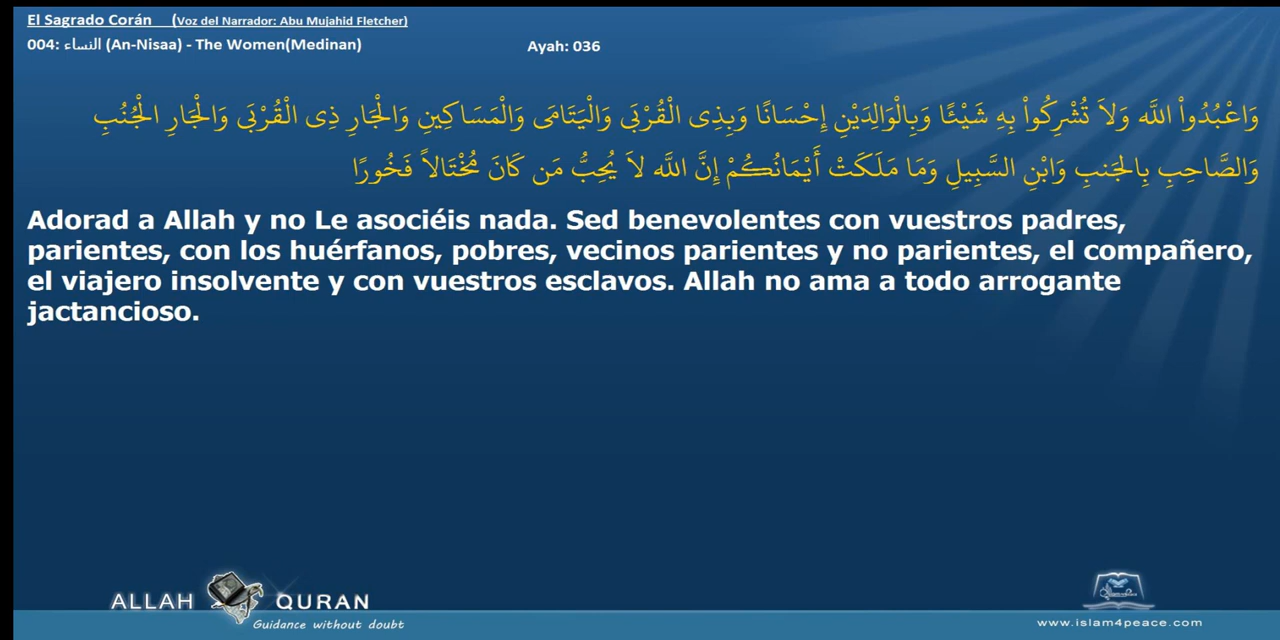 El Sagrado Corán (Voz del Narrador: Abu Mujahid Fletcher)
004: النساء (An-Nisaa) - The Women(Medinan) Ayah: 036
وَاعْبُدُواْ اللَّه وَلاَ تُشْرِكُواْ بِهِ شَيْئًا وَبِالْوَالِدَيْنِ إِحْسَانًا وَبِذِى الْقُرْبَى وَالْيَتَامَى وَالْمَسَاكِينِ وَالْجَارِ ذِى الْقُرْبَى وَالْجَارِ الْجُنُبِ
وَالصَّاحِبِ بِالجَنبِ وَابْنِ السَّبِيلِ وَمَا مَلَكَتْ أَيْمَانُكُمْ إِنَّ اللَّه لاَ يُحِبُّ مَن كَانَ مُخْتَالاً فَخُورًا
Adorad a Allah y no Le asociéis nada. Sed benevolentes con vuestros padres,
parientes, con los huérfanos, pobres, vecinos parientes y no parientes, el compañero,
el viajero insolvente y con vuestros esclavos. Allah no ama a todo arrogante
jactancioso.
ALLAH QURAN
Guidance without doubt
www.islam4peace.com